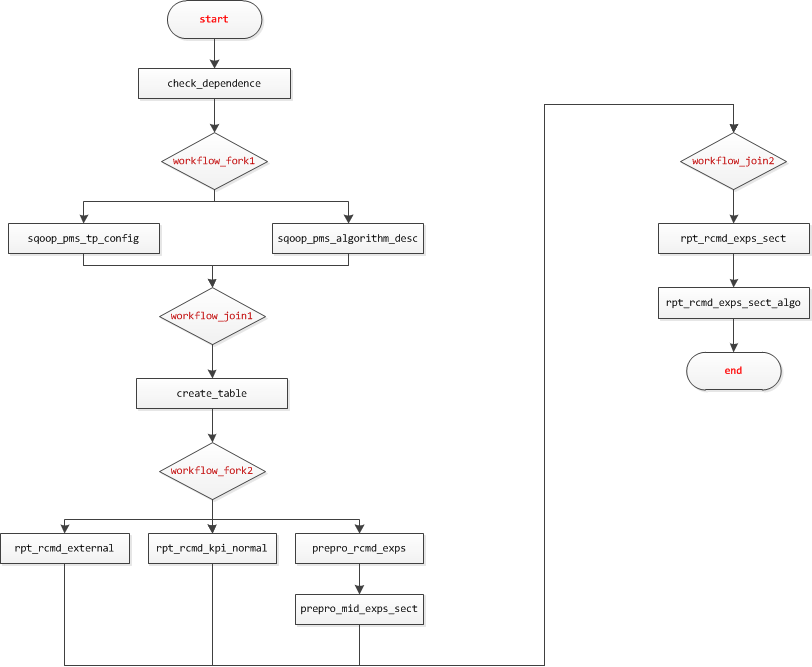 start
check_dependence
workflow_fork1
sqoop_pms_tp_config
sqoop_pms_algorithm_desc
workflow_join1
create_table
workflow_fork2
rpt_rcmd_external
rpt_rcmd_kpi_normal
prepro_rcmd_exps
prepro_mid_exps_sect
workflow_join2
rpt_rcmd_exps_sect
rpt_rcmd_exps_sect_algo
end